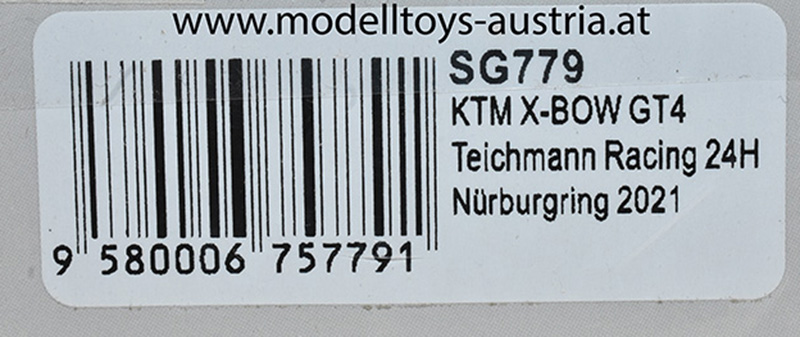 www.modelltoys-austria.at
SG779
KTM X-BOW GT4
Teichmann Racing 24H
Nürburgring 2021
9 580006 757791